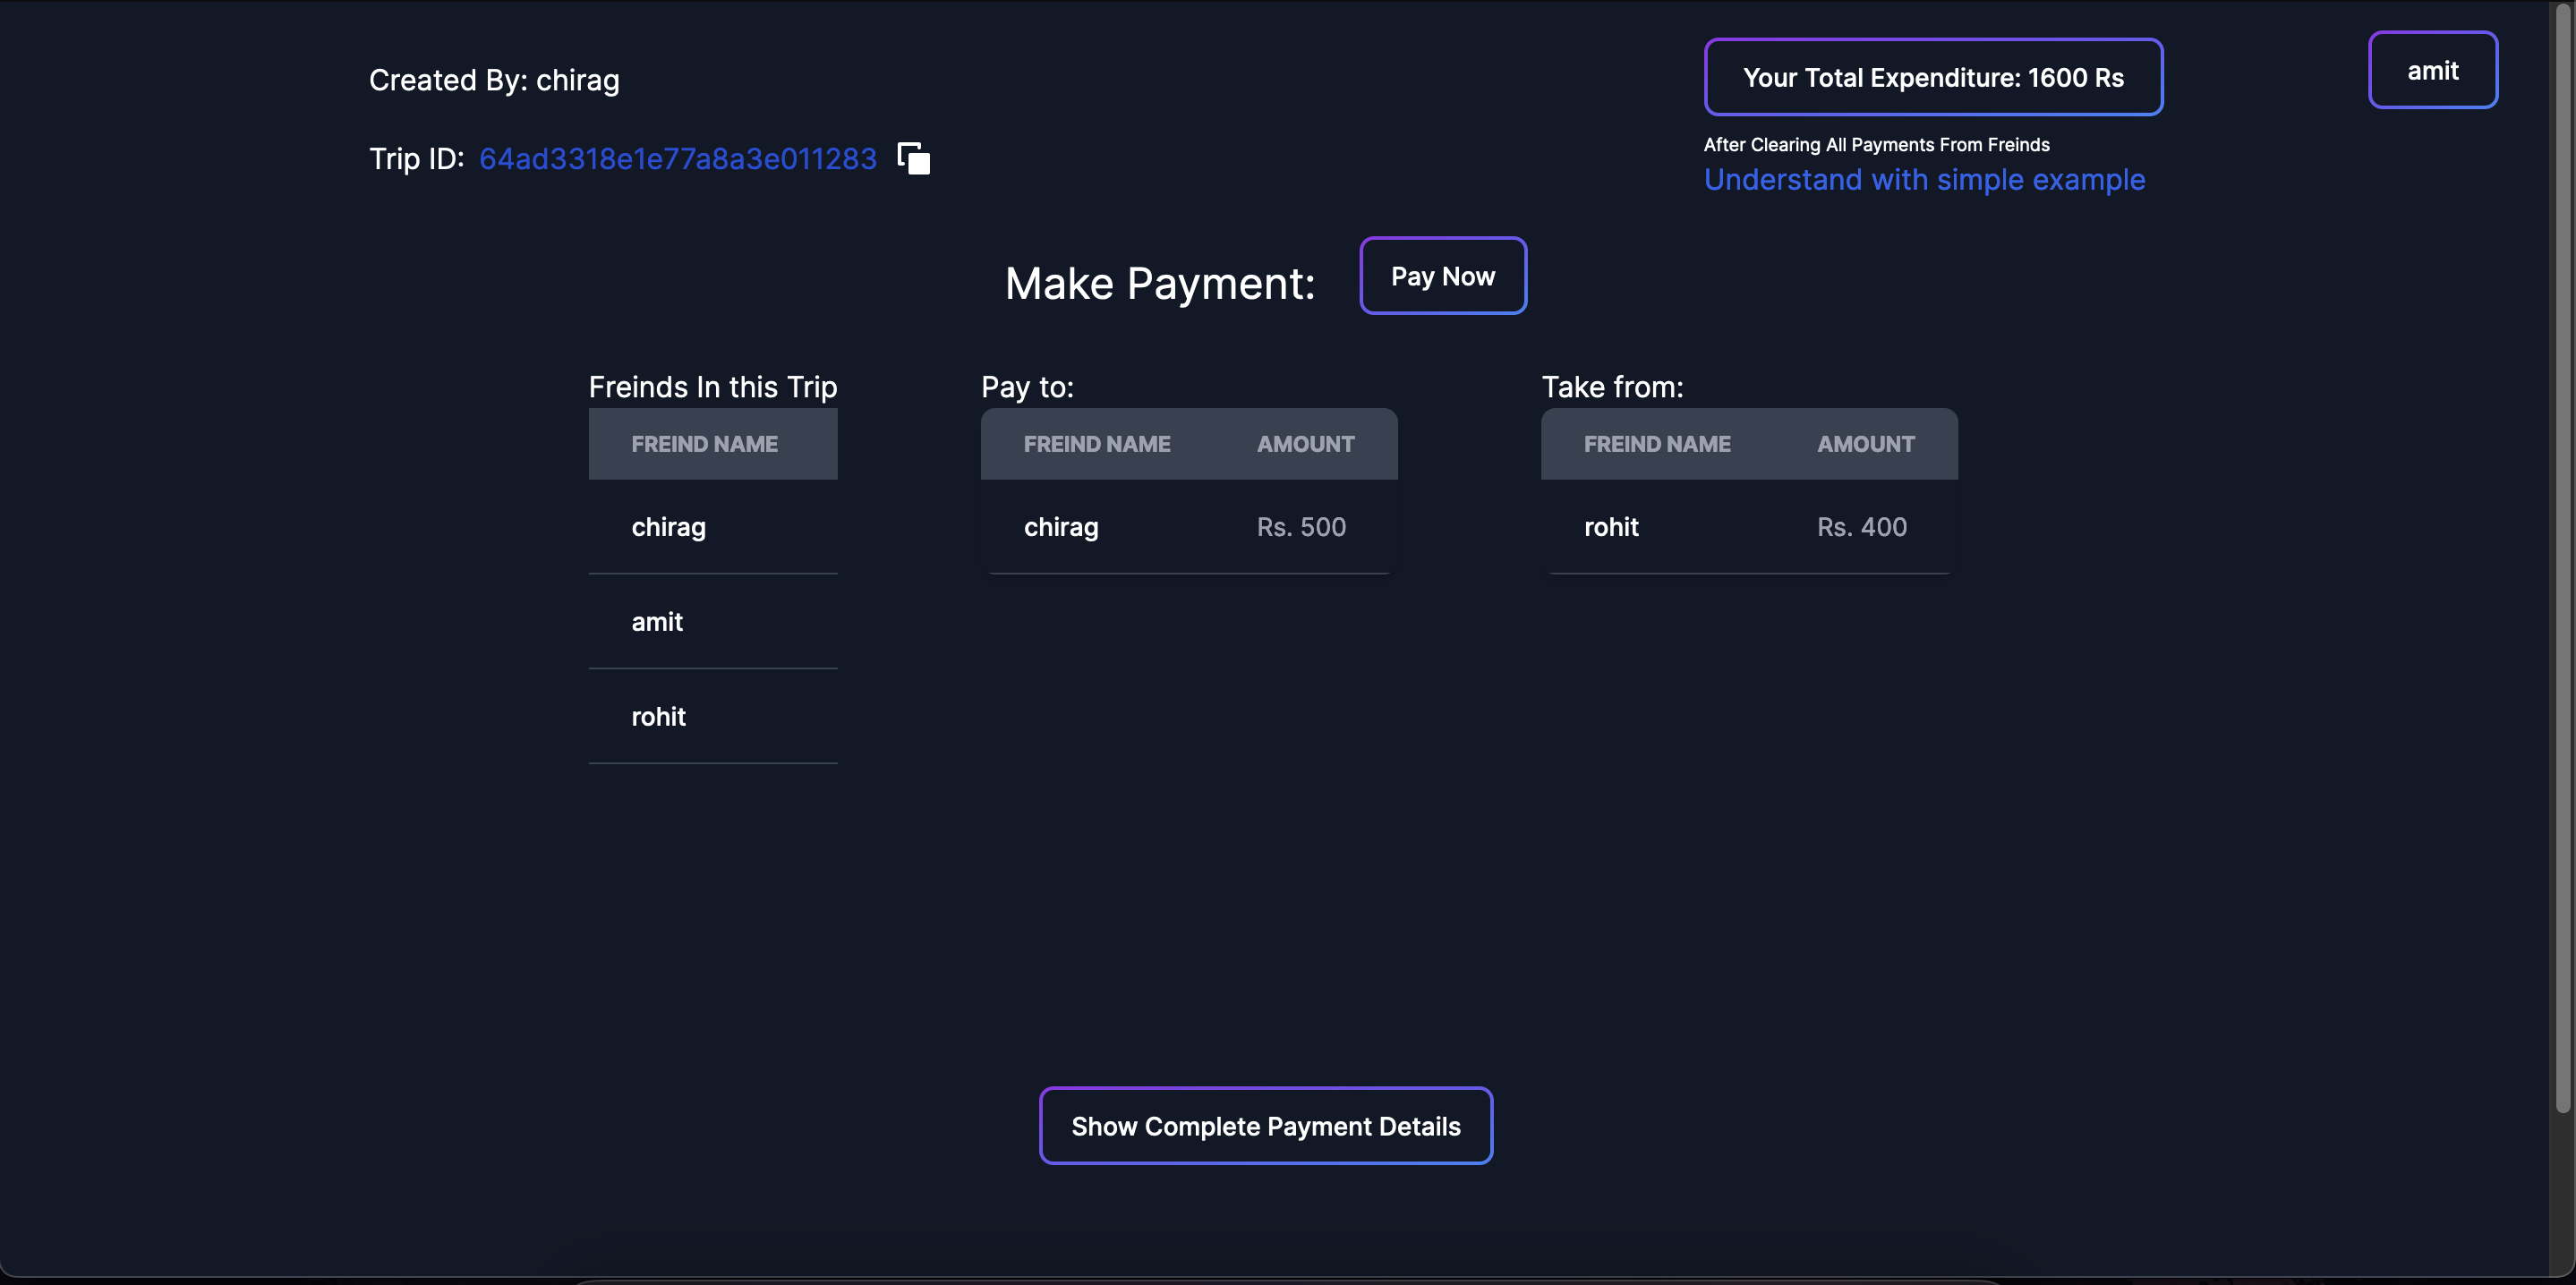 Created By: chirag
Your Total Expenditure: 1600 Rs
amit
Trip ID: 64ad3318e1e77a8a3e011283
After Clearing All Payments From Freinds
Understand with simple example
Make Payment: Pay Now
Freinds In this Trip
FREIND NAME
chirag
amit
rohit
Pay to:
FREIND NAME AMOUNT
chirag Rs. 500
Take from:
FREIND NAME AMOUNT
rohit Rs. 400
Show Complete Payment Details